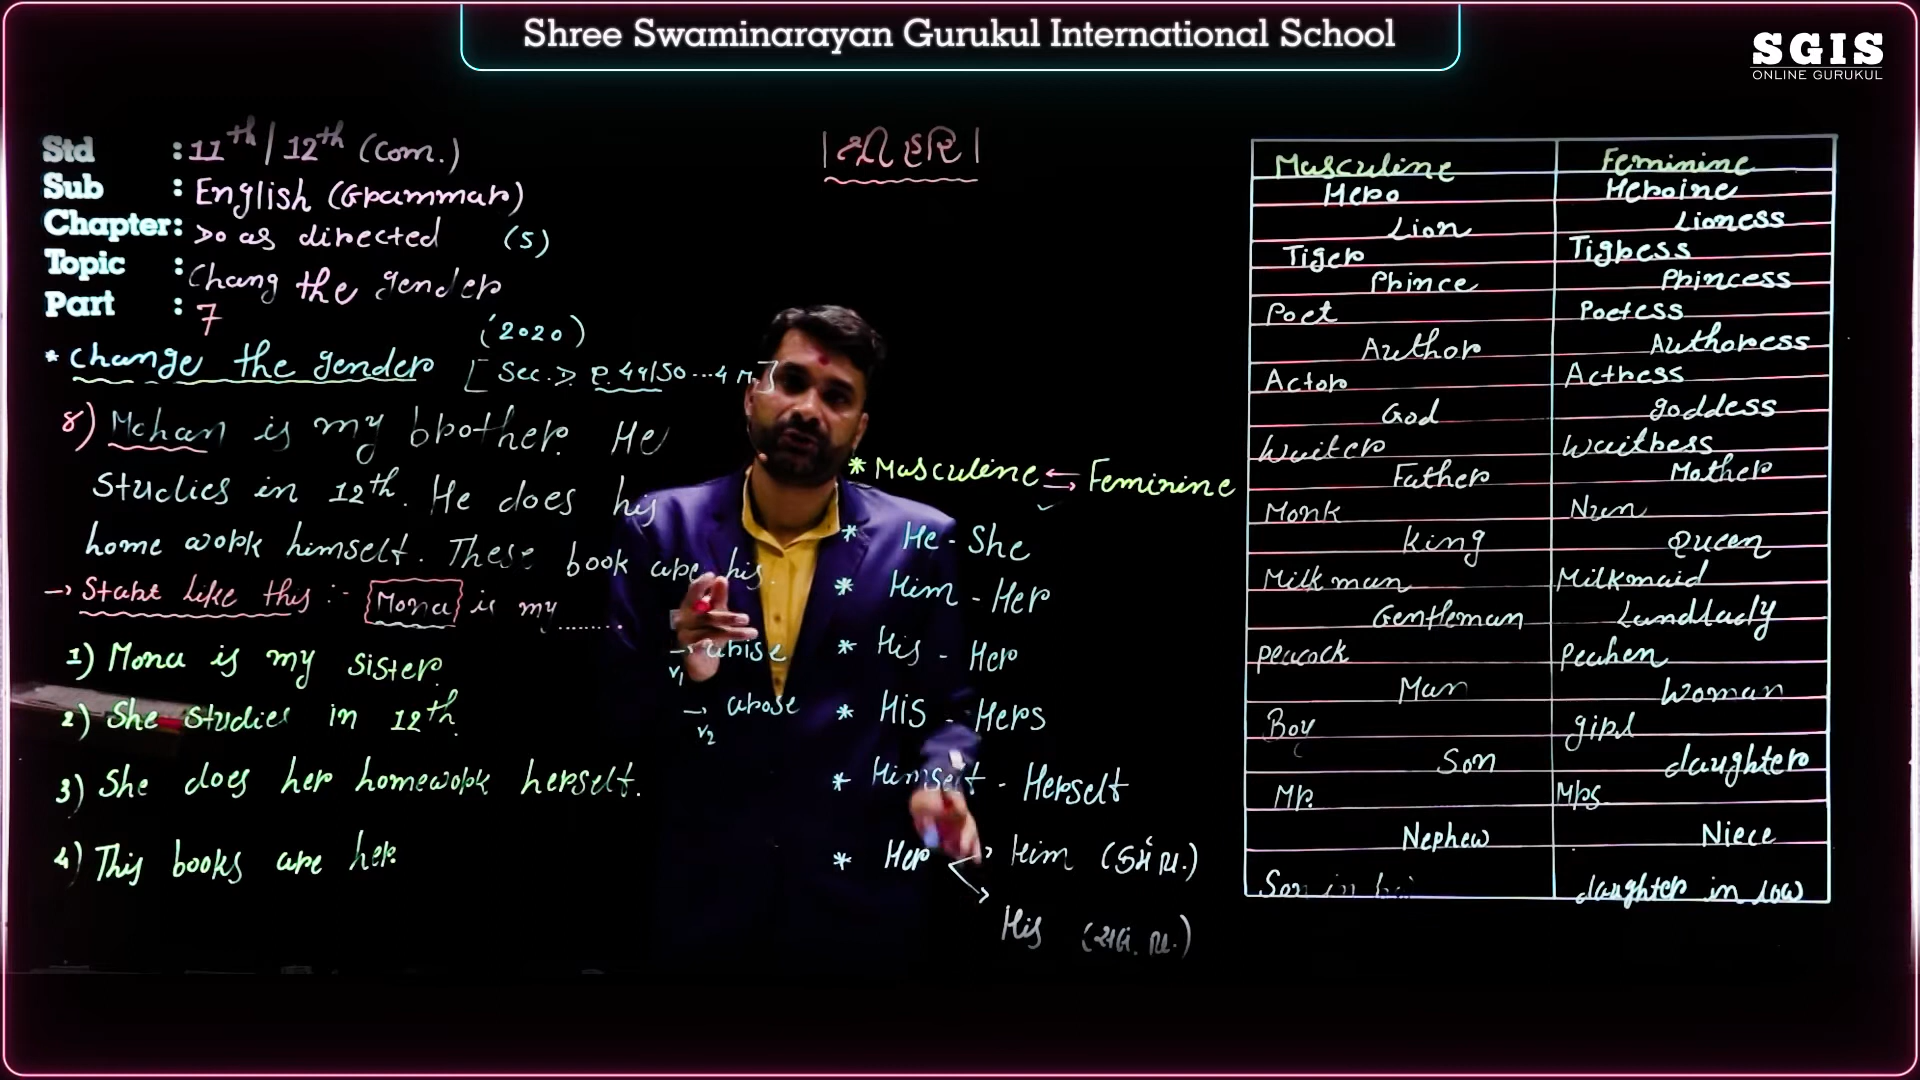 Shree Swaminarayan Gurukul International School
SGIS
ONLINE GURUKUL
Std : 11th / 12th (Com.)
Sub : English (Grammar)
Chapter: Do as directed (5)
Topic : Chang the gender
Part : 7
|શ્રી હરિ|
(2020)
* Change the gender [Sec. D P. 49/50 ... 4 M.]
8) Mohan is my brother. He
studies in 12th. He does his
home work himself. These book are his.
→ Start like this :- Mona is my........
1) Mona is my sister.
2) She studies in 12th.
3) She does her homework herself.
4) This books are her
→ arise
V1
→ arose
V2
* Masculine ⇆ Feminine
* He - She
* Him - Her
* His - Her
* His - Hers
* Himself - Herself
* Her → Him (કર્મ વિ.)
His
Masculine Feminine
Hero Heroine
Lion Lioness
Tiger Tigress
Prince Princess
Poet Poetess
Author Authoress
Actor Actress
God goddess
Waiter Waitress
Father Mother
Monk Nun
King Queen
Milkman Milkmaid
Gentleman Landlady
Peacock Peahen
Man Woman
Boy girl
Son daughter
Mr. Mrs
Nephew Niece
Son in daughter in low